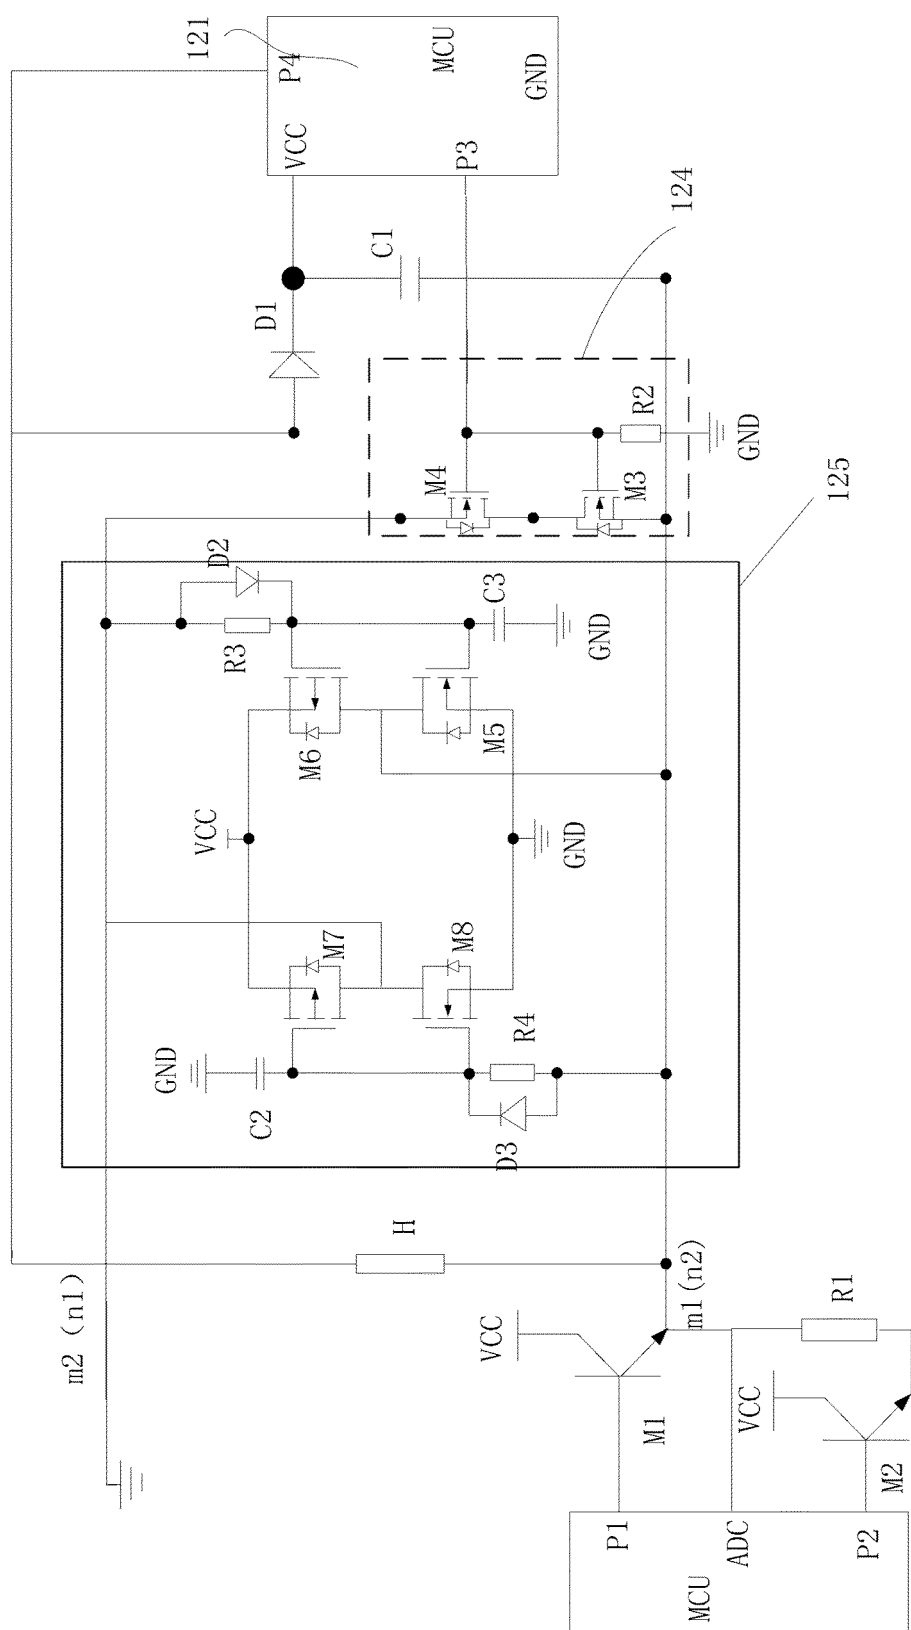 121
P4
MCU
GND
VCC
P3
124
C1
D1
R2
GND
M4
M3
125
D2
R3
C3
GND
M6
M5
VCC
GND
M7
M8
GND
C2
R4
D3
H
m2 (n1)
m1(n2)
VCC
R1
VCC
M1
M2
P1
ADC
P2
MCU